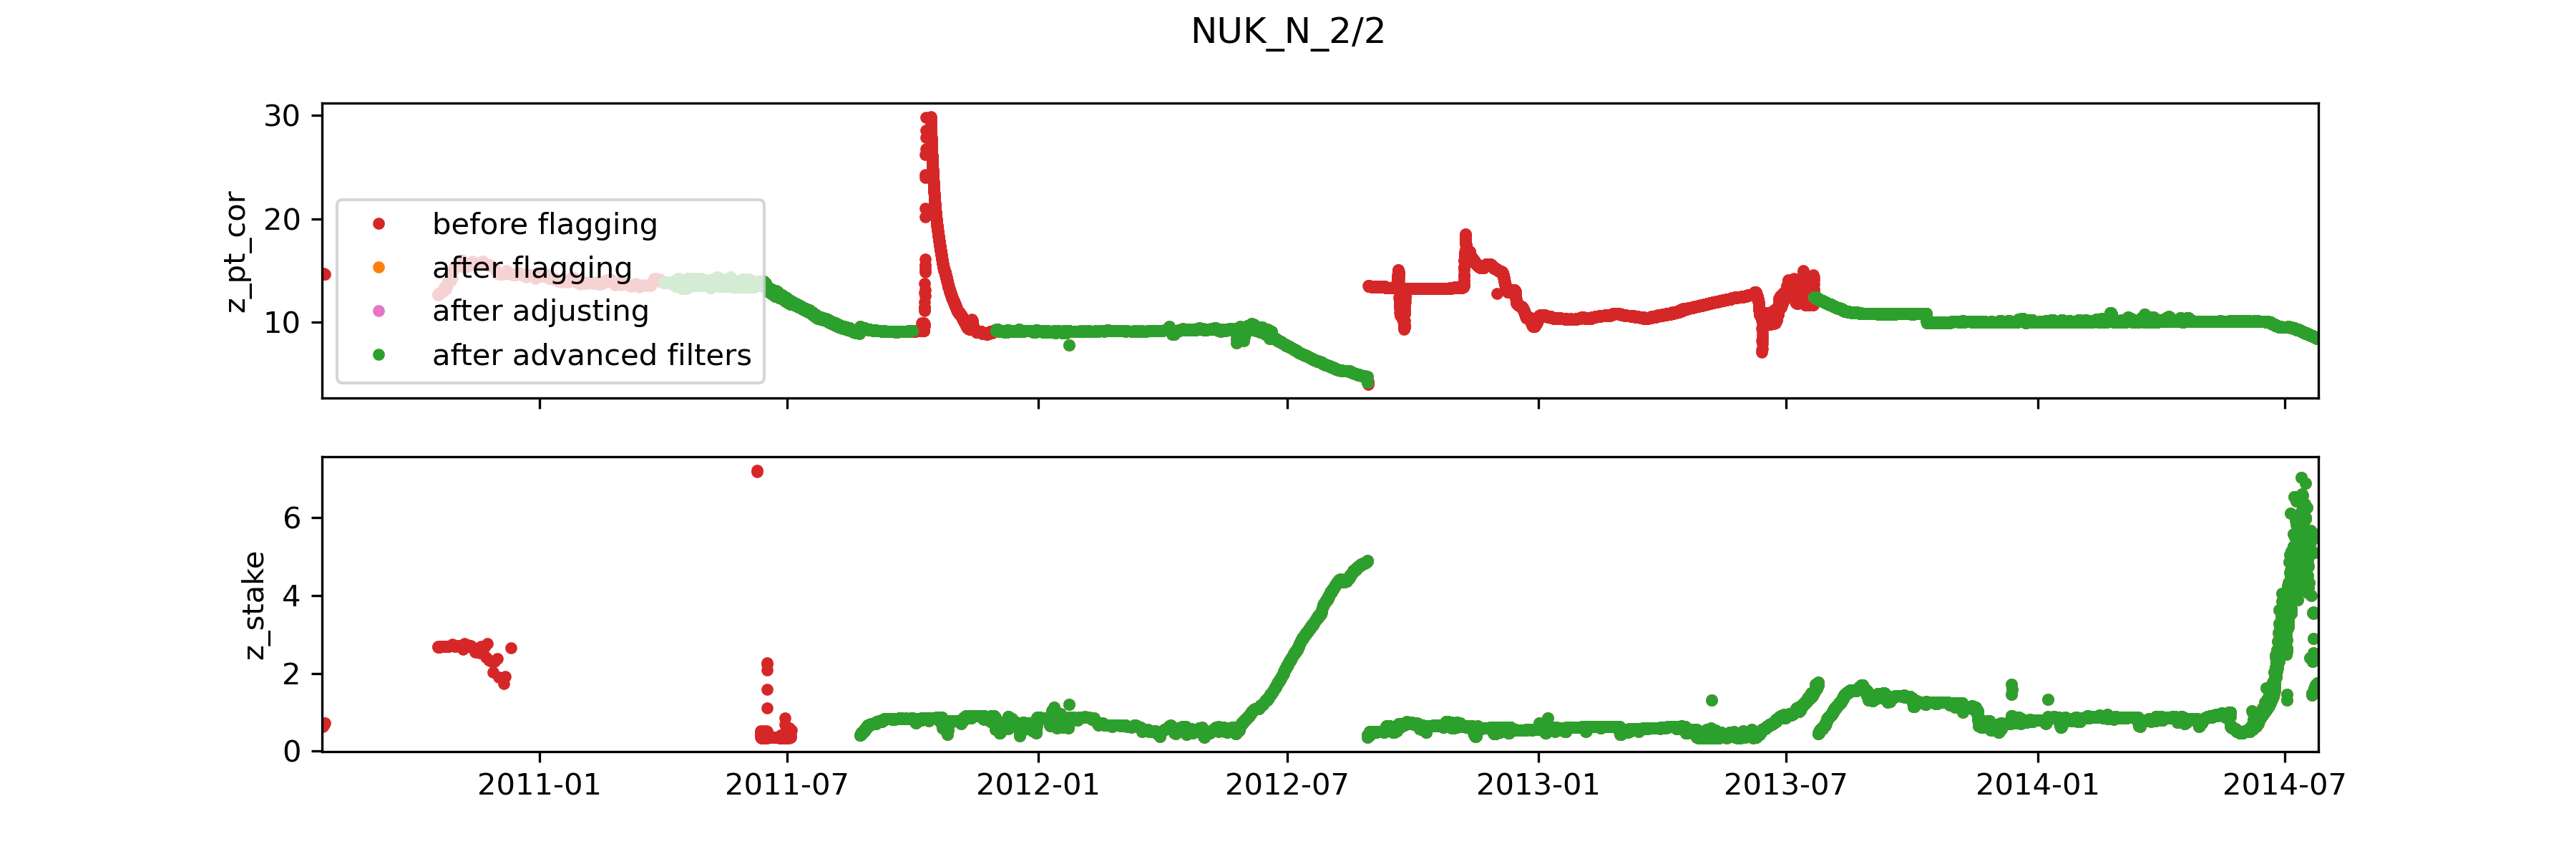 NUK_N_2/2
z_pt_cor
30
20
10
before flagging
after flagging
after adjusting
after advanced filters
z_stake
6
4
2
0
2011-01
2011-07
2012-01
2012-07
2013-01
2013-07
2014-01
2014-07